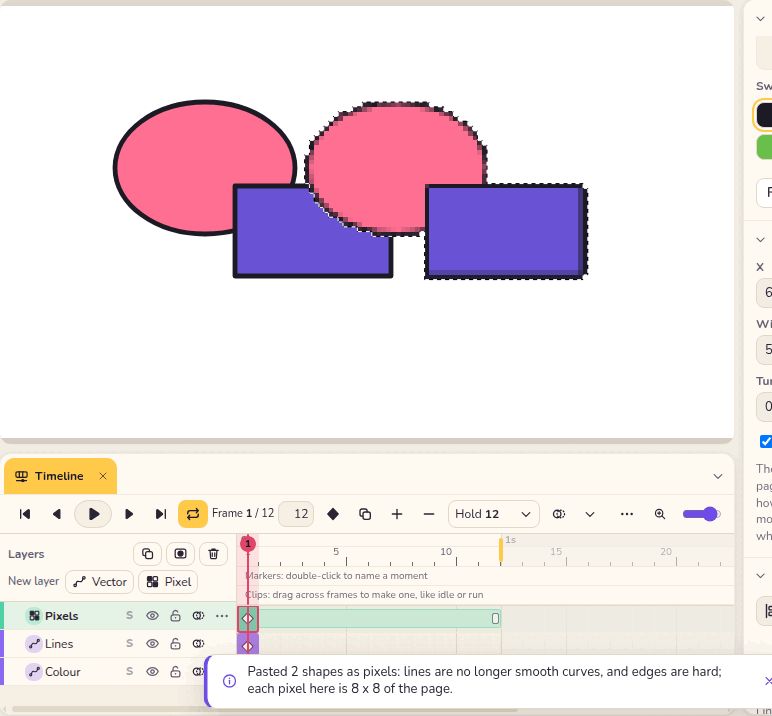 Sw
F
X
6
Wi
5
Tur
0
The
pag
hov
mo
wh
Timeline
Frame 1 / 12
12
Hold 12
Layers
New layer
Vector
Pixel
1
5
10
1s
15
20
Markers: double-click to name a moment
Clips: drag across frames to make one, like idle or run
Pixels
S
Lines
S
Colour
S
Pasted 2 shapes as pixels: lines are no longer smooth curves, and edges are hard;
each pixel here is 8 x 8 of the page.